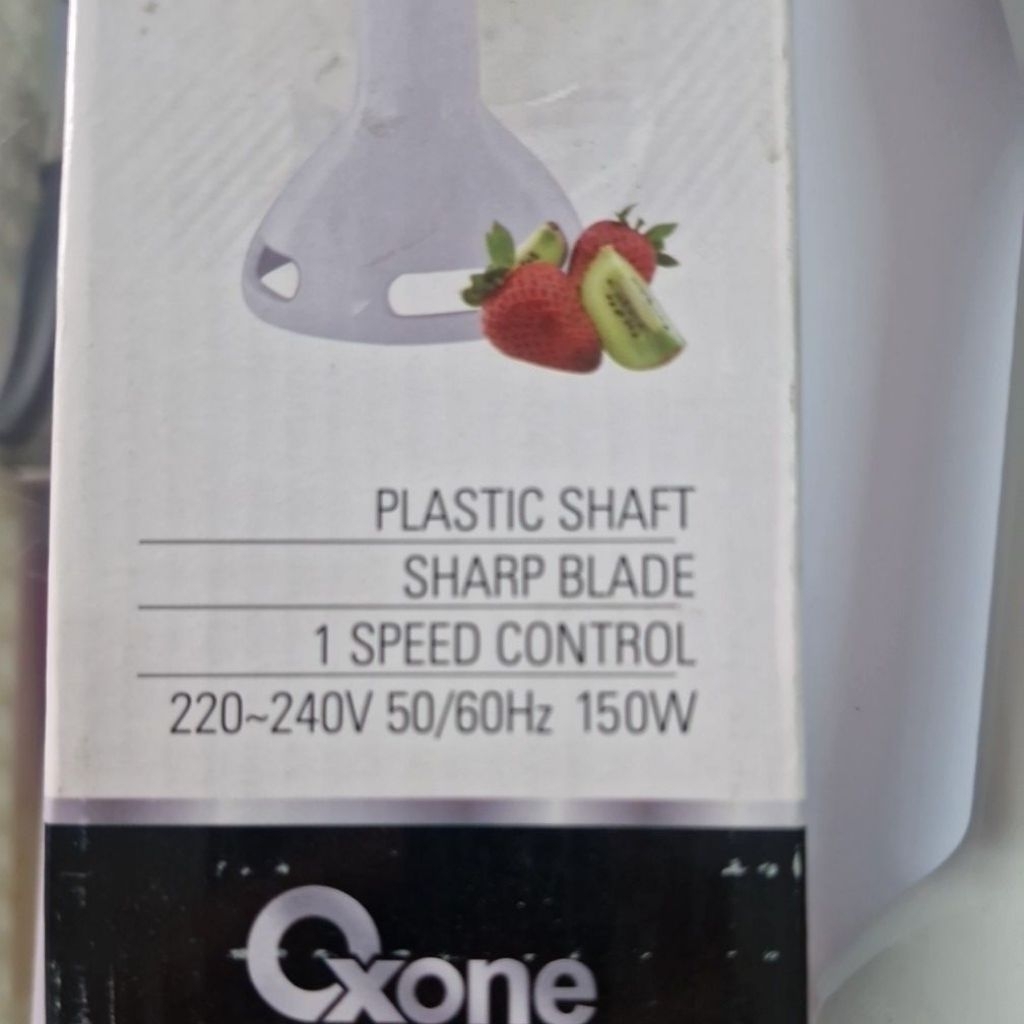 PLASTIC SHAFT
SHARP BLADE
1 SPEED CONTROL
220~240V 50/60Hz 150W
Oxone